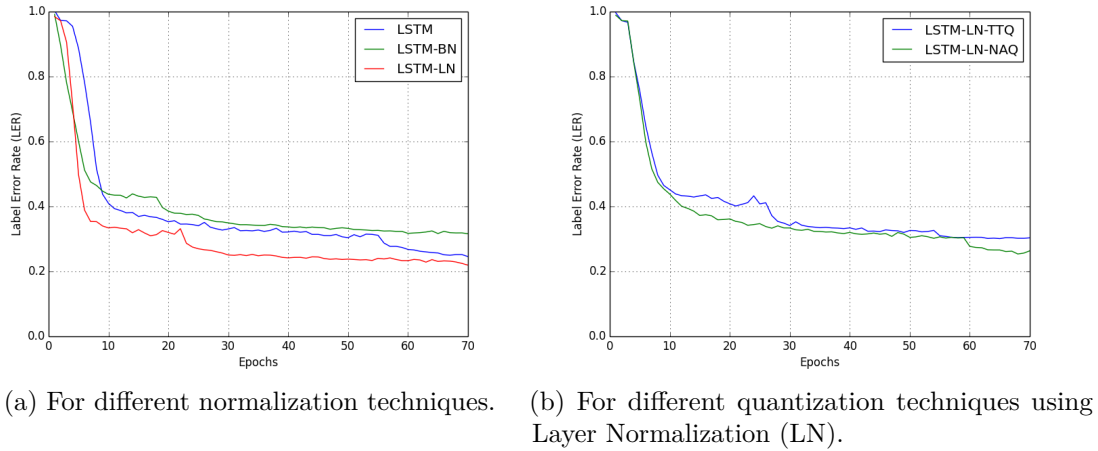 1.0
0.8
0.6
0.4
0.2
0.0
Label Error Rate (LER)
0 10 20 30 40 50 60 70
Epochs
LSTM
LSTM-BN
LSTM-LN
(a) For different normalization techniques.
1.0
0.8
0.6
0.4
0.2
0.0
Label Error Rate (LER)
0 10 20 30 40 50 60 70
Epochs
LSTM-LN-TTQ
LSTM-LN-NAQ
(b) For different quantization techniques using
Layer Normalization (LN).